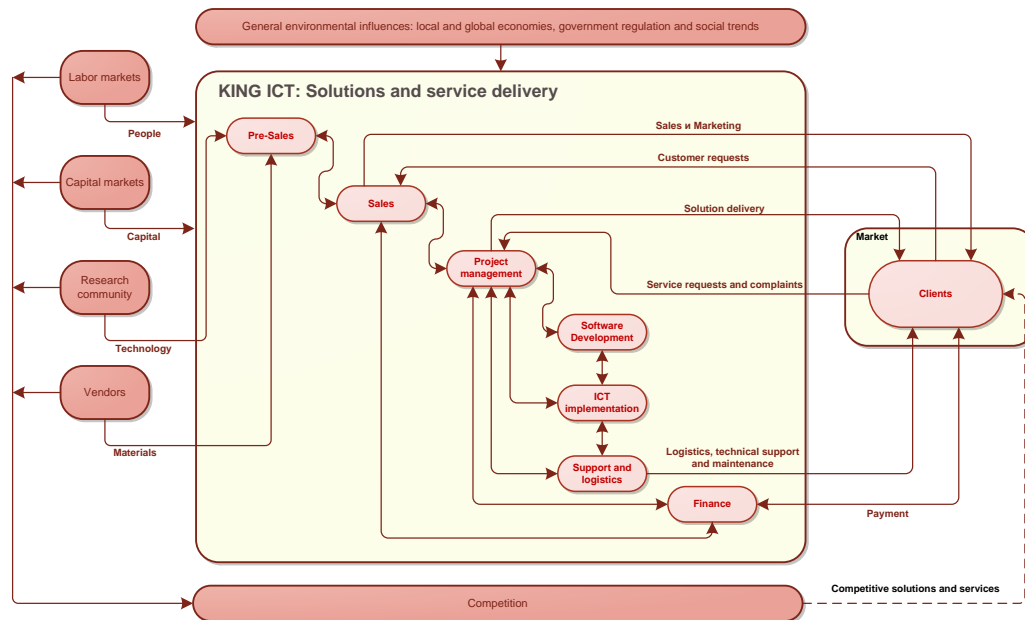 General environmental influences: local and global economies, government regulation and social trends
Labor markets
People
Capital markets
Capital
Research
community
Technology
Vendors
Materials
KING ICT: Solutions and service delivery
Pre-Sales
Sales
Project
management
Software
Development
ICT
implementation
Support and
logistics
Finance
Sales и Marketing
Customer requests
Solution delivery
Service requests and complaints
Logistics, technical support
and maintenance
Payment
Market
Clients
Competitive solutions and services
Competition